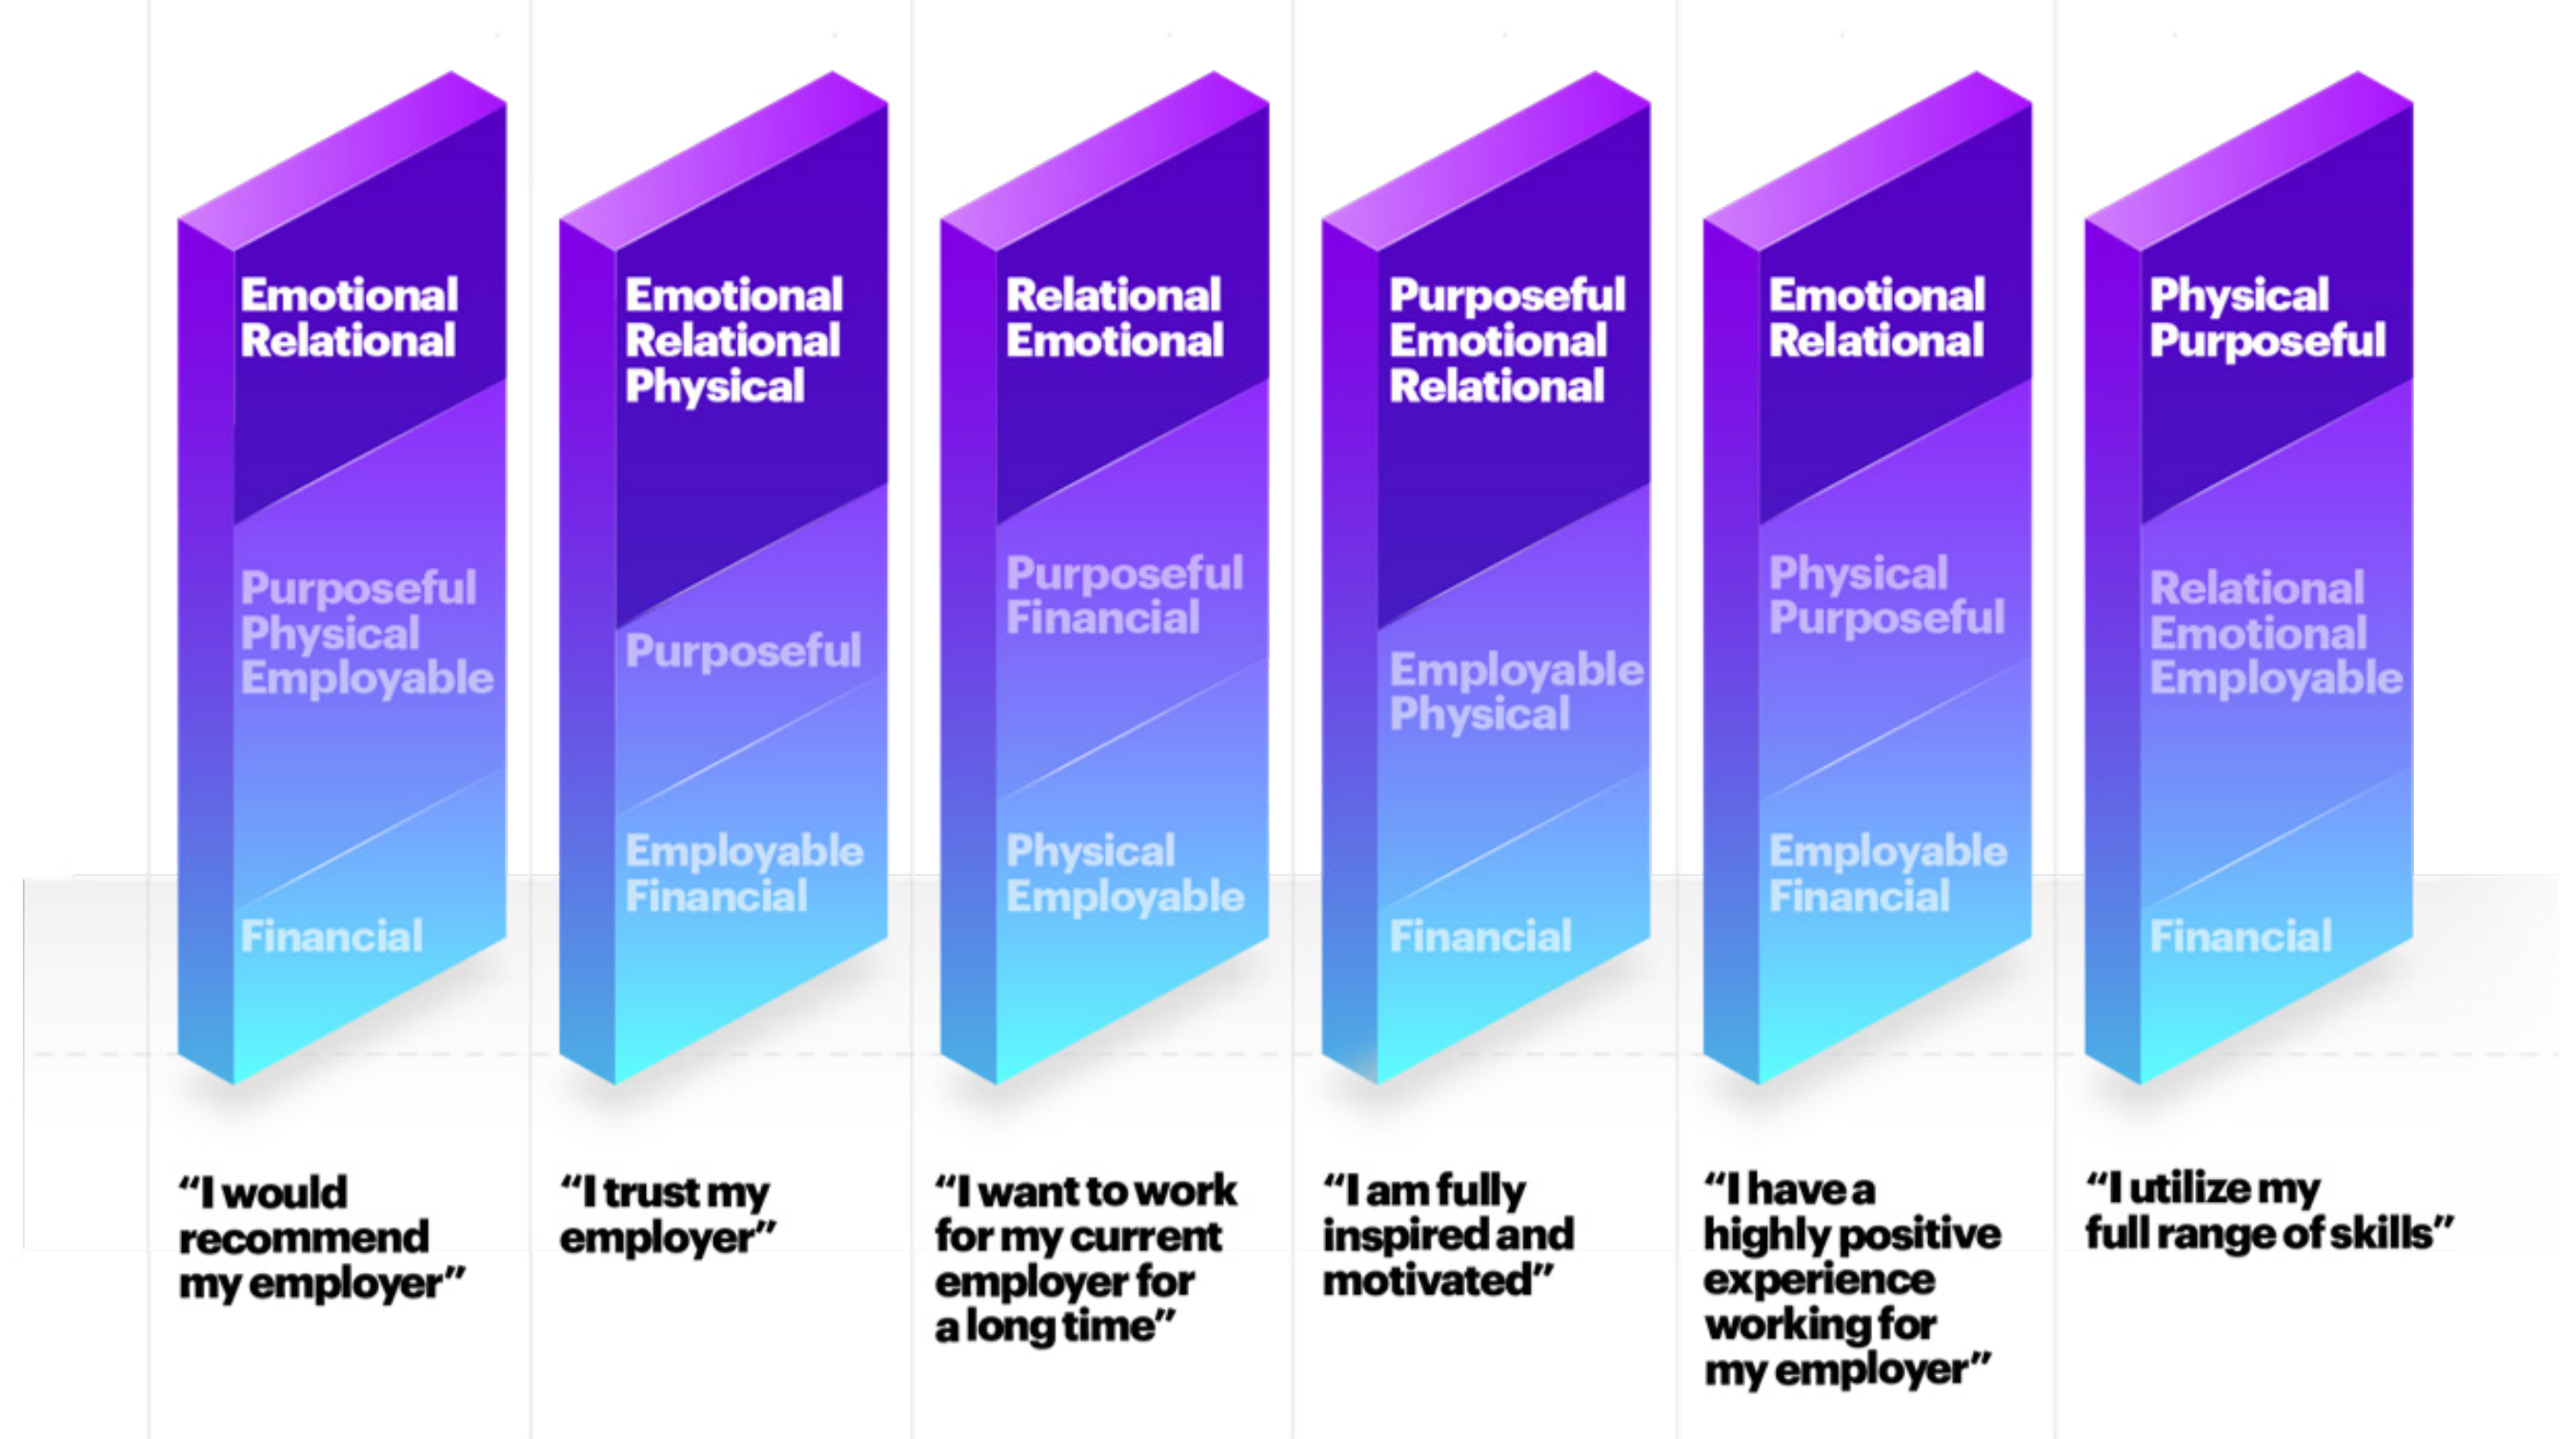 Emotional
Relational
Purposeful
Physical
Employable
Financial
“I would
recommend
my employer”
Emotional
Relational
Physical
Purposeful
Employable
Financial
“I trust my
employer”
Relational
Emotional
Purposeful
Financial
Physical
Employable
“I want to work
for my current
employer for
a long time”
Purposeful
Emotional
Relational
Employable
Physical
Financial
“I am fully
inspired and
motivated”
Emotional
Relational
Physical
Purposeful
Employable
Financial
“I have a
highly positive
experience
working for
my employer”
Physical
Purposeful
Relational
Emotional
Employable
Financial
“I utilize my
full range of skills”